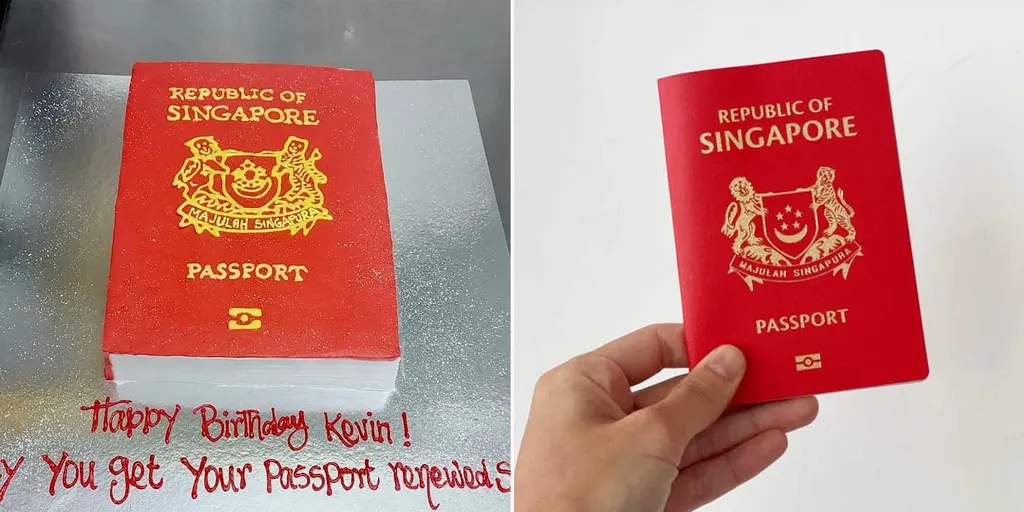 REPUBLIC OF
SINGAPORE
MAJULAH SINGAPURA
PASSPORT
Happy Birthday Kevin!
You get Your Passport renewed
REPUBLIC OF
SINGAPORE
MAJULAH SINGAPURA
PASSPORT